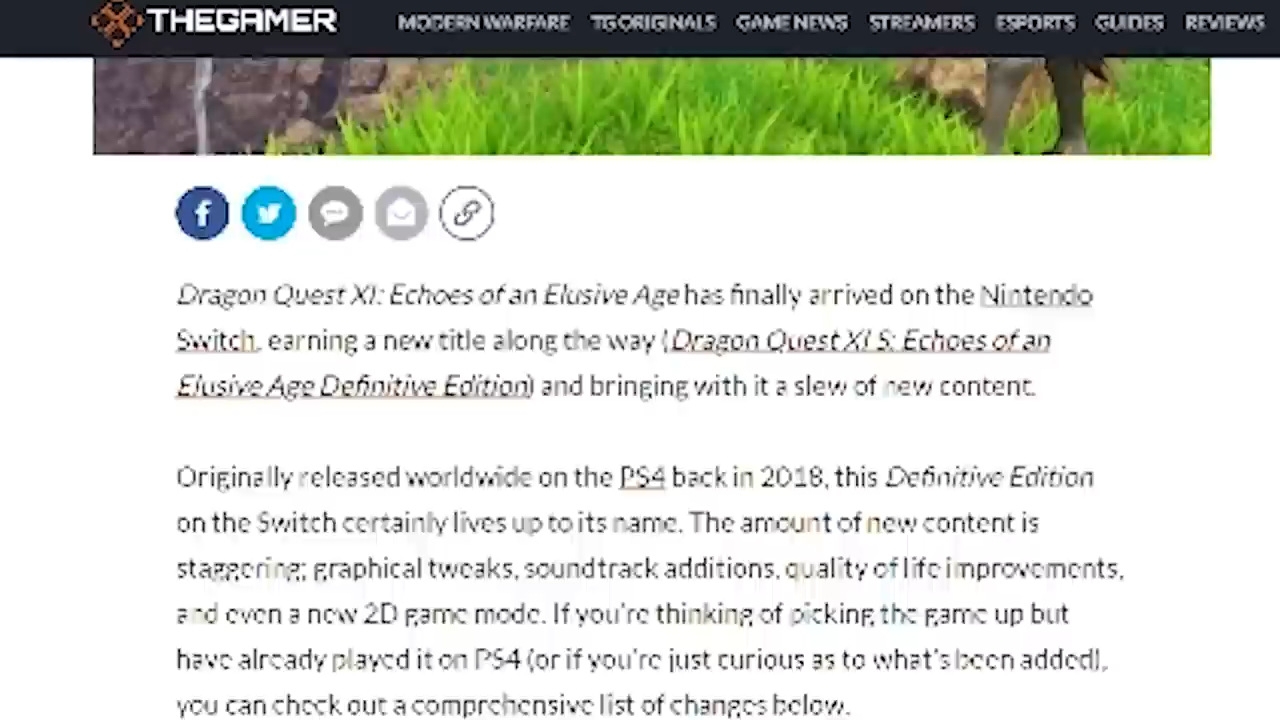 THEGAMER MODERN WARFARE TG ORIGINALS GAME NEWS STREAMERS ESPORTS GUIDES REVIEWS
Dragon Quest XI: Echoes of an Elusive Age has finally arrived on the Nintendo
Switch, earning a new title along the way (Dragon Quest XI S: Echoes of an
Elusive Age Definitive Edition) and bringing with it a slew of new content.
Originally released worldwide on the PS4 back in 2018, this Definitive Edition
on the Switch certainly lives up to its name. The amount of new content is
staggering; graphical tweaks, soundtrack additions, quality of life improvements,
and even a new 2D game mode. If you're thinking of picking the game up but
have already played it on PS4 (or if you're just curious as to what's been added),
you can check out a comprehensive list of changes below.